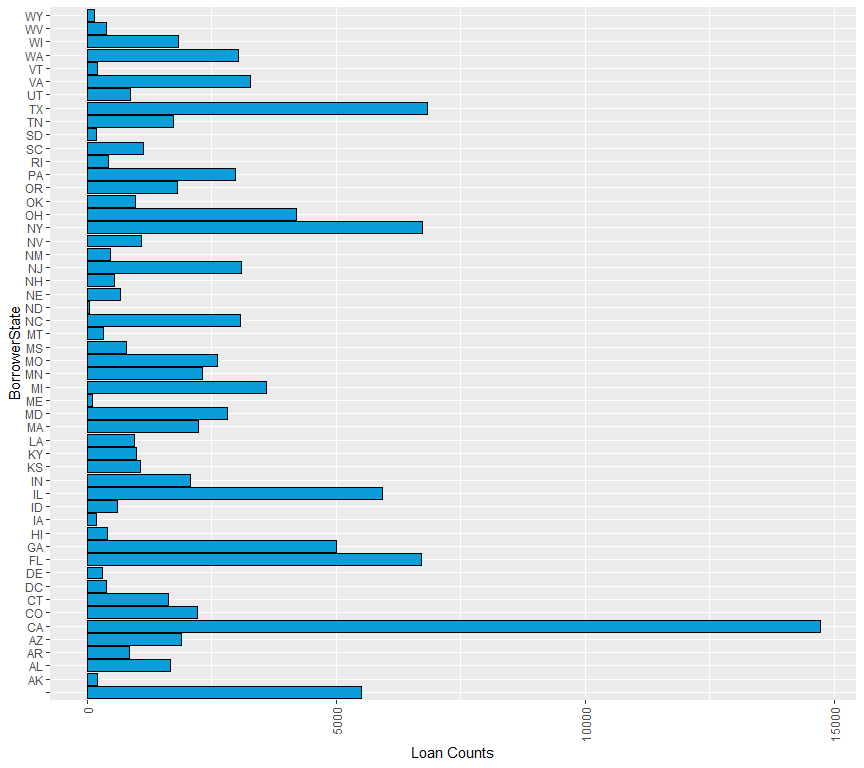 WY
WV
WI
WA
VT
VA
UT
TX
TN
SD
SC
RI
PA
OR
OK
OH
NY
NV
NM
NJ
NH
NE
ND
NC
MT
MS
MO
MN
MI
ME
MD
MA
LA
KY
KS
IN
IL
ID
IA
HI
GA
FL
DE
DC
CT
CO
CA
AZ
AR
AL
AK
BorrowerState
0
5000
10000
15000
Loan Counts